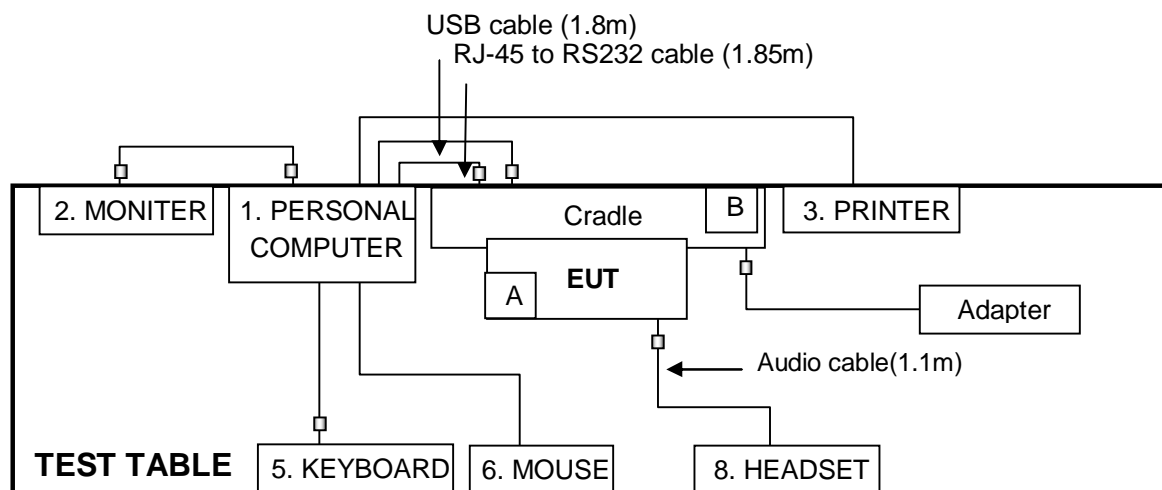 USB cable (1.8m)
RJ-45 to RS232 cable (1.85m)
2. MONITER
1. PERSONAL
COMPUTER
Cradle
B
3. PRINTER
A
EUT
Adapter
Audio cable(1.1m)
TEST TABLE
5. KEYBOARD
6. MOUSE
8. HEADSET